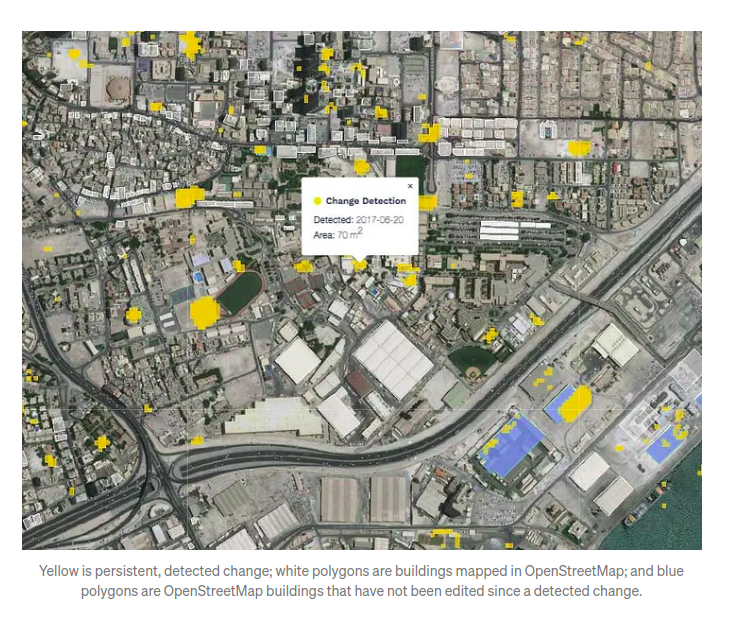 ×
Change Detection
Detected: 2017-06-20
Area: 70 m2
Yellow is persistent, detected change; white polygons are buildings mapped in OpenStreetMap; and blue
polygons are OpenStreetMap buildings that have not been edited since a detected change.